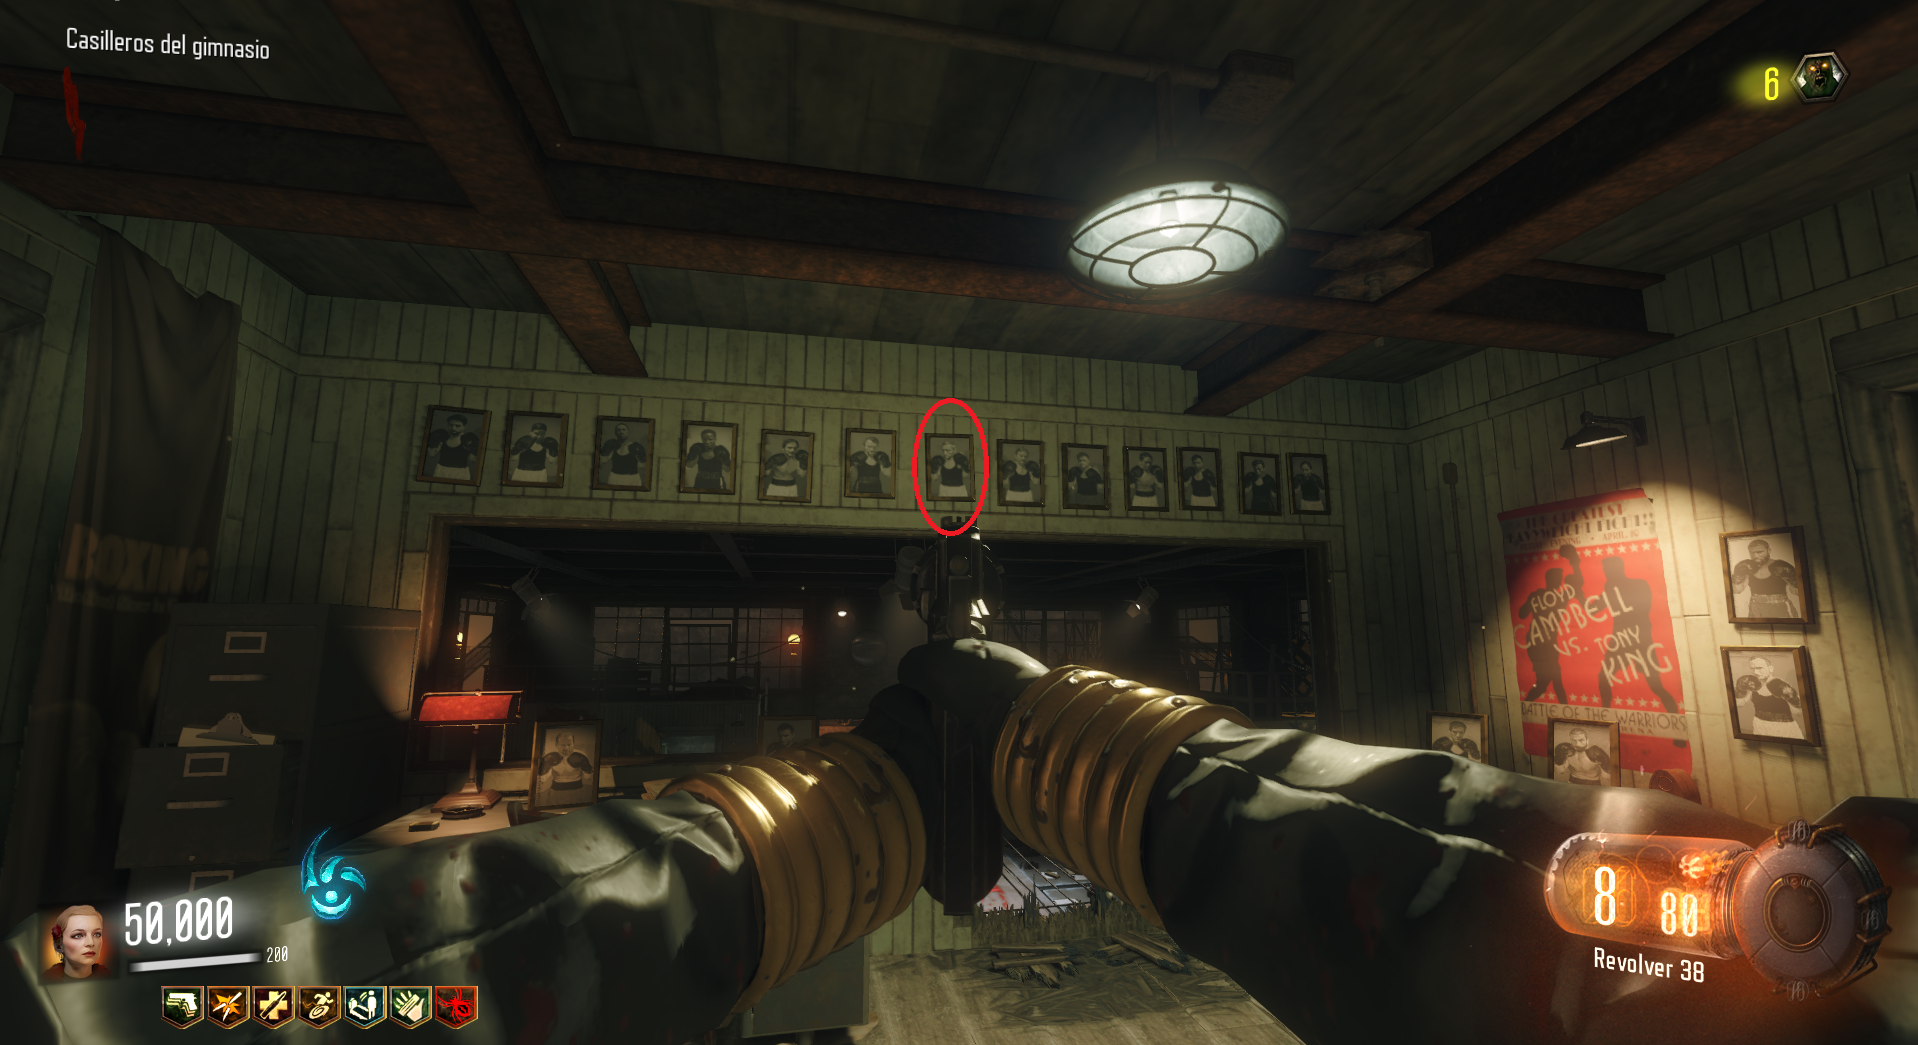 Casilleros del gimnasio
6
BOXING
FLOYD
CAMPBELL
VS. TONY
KING
BATTLE OF THE WARRIORS
50,000
200
8
80
Revolver 38